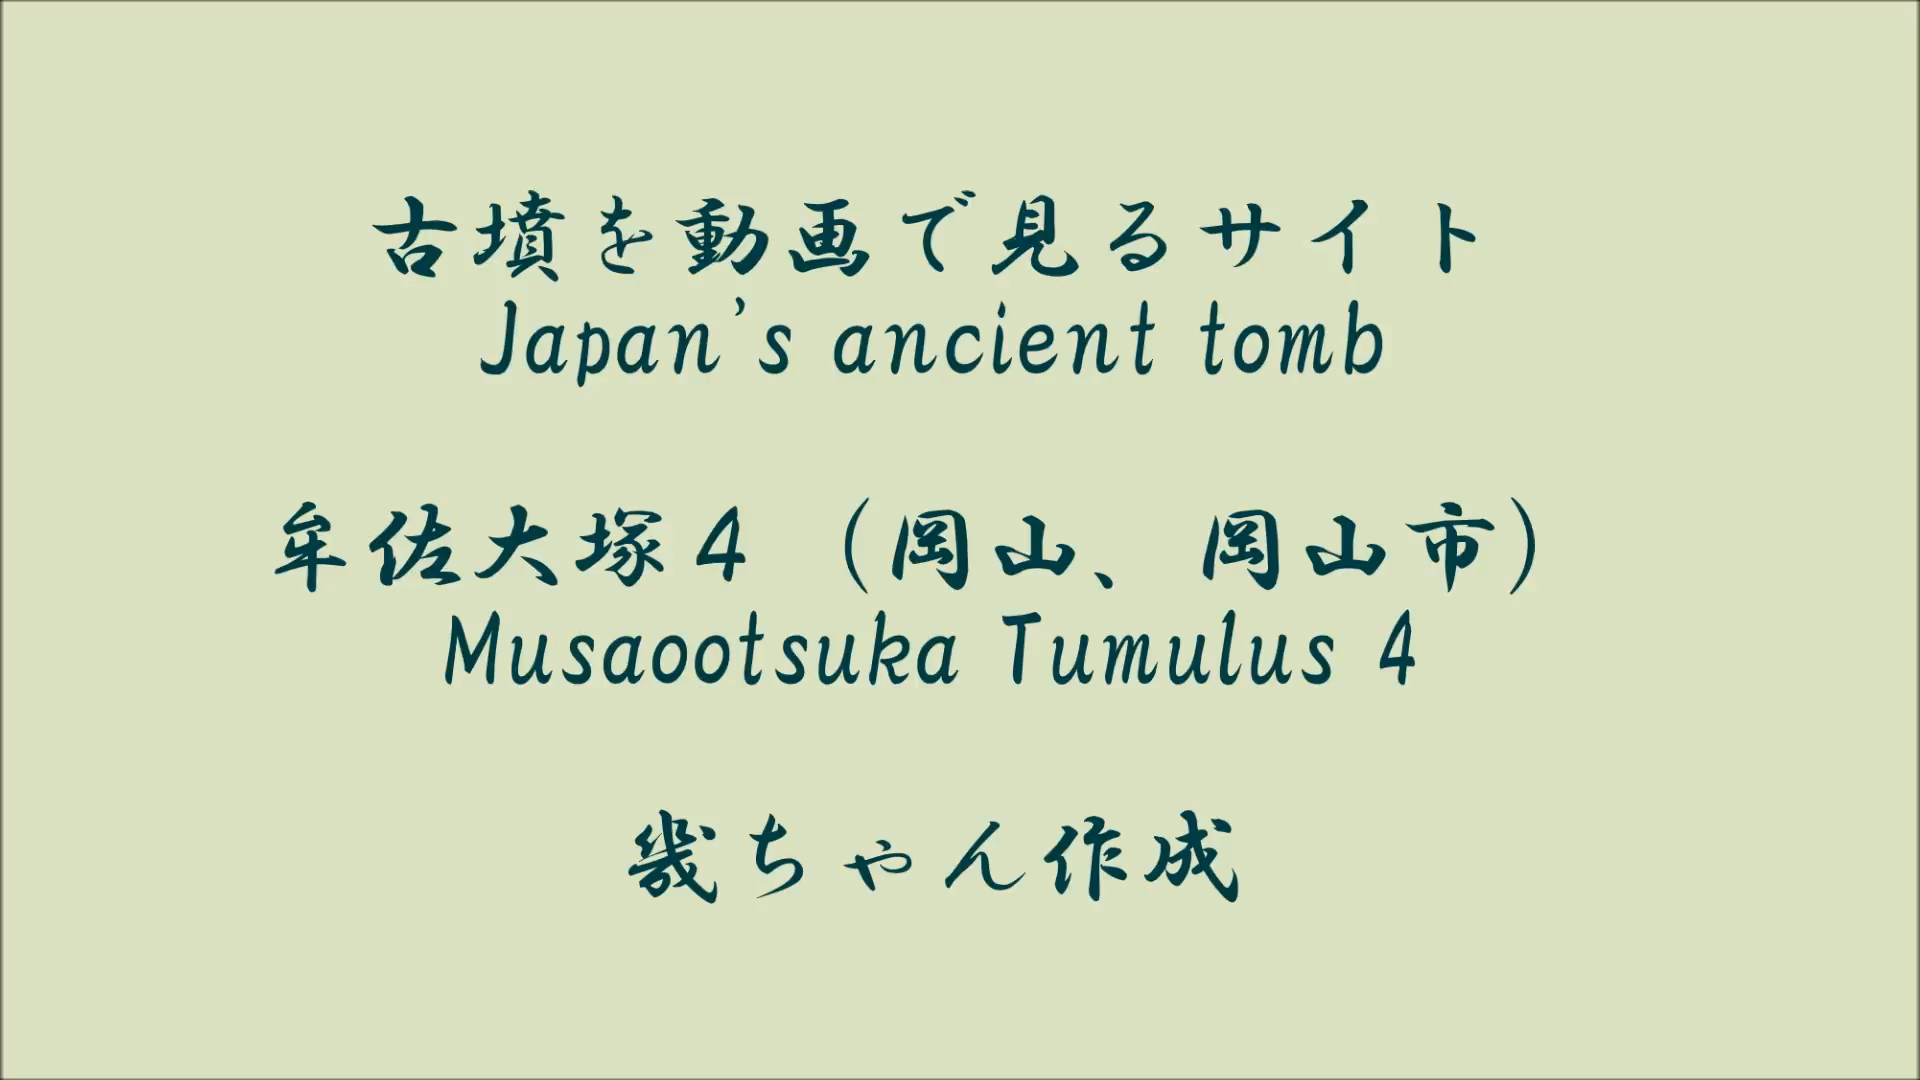 古墳を動画で見るサイト
Japan's ancient tomb
牟佐大塚４（岡山、岡山市）
Musaootsuka Tumulus 4
幾ちゃん作成